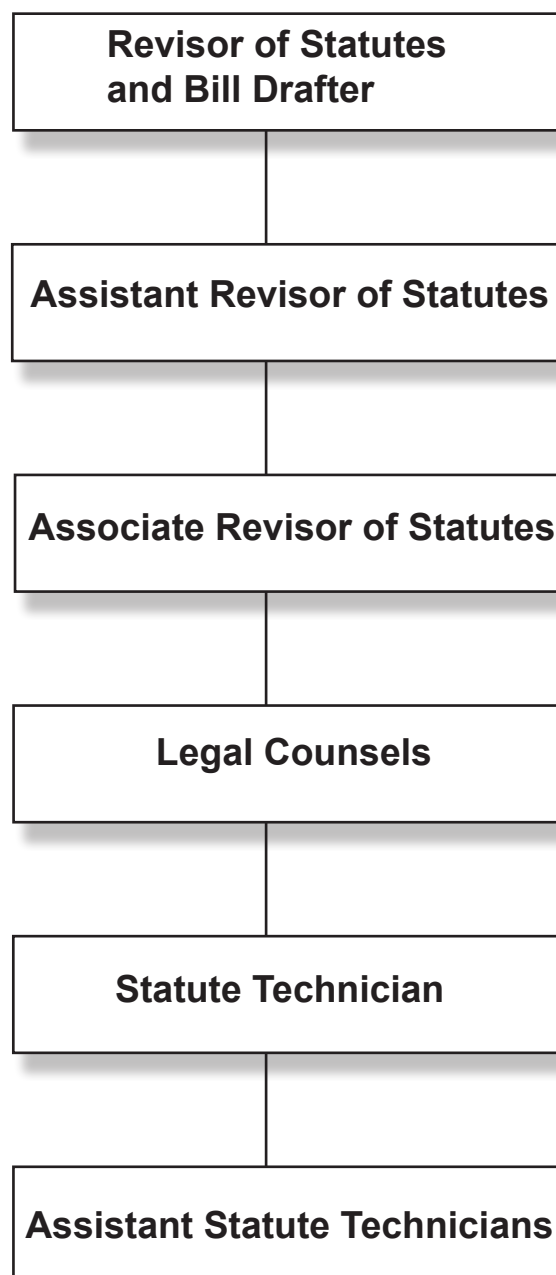 Revisor of Statutes
and Bill Drafter
Assistant Revisor of Statutes
Associate Revisor of Statutes
Legal Counsels
Statute Technician
Assistant Statute Technicians